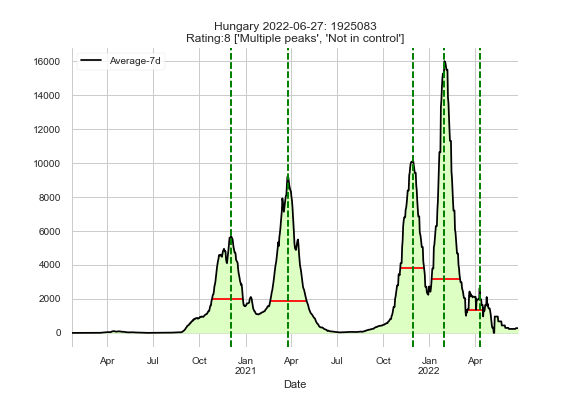 Hungary 2022-06-27: 1925083
Rating:8 ['Multiple peaks', 'Not in control']
Average-7d
16000
14000
12000
10000
8000
6000
4000
2000
0
Apr Jul Oct Jan Apr Jul Oct Jan Apr
2021 2022
Date